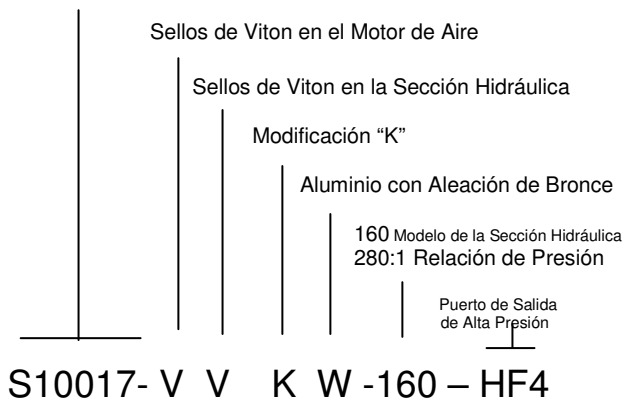 Sellos de Viton en el Motor de Aire
Sellos de Viton en la Sección Hidráulica
Modificación “K”
Aluminio con Aleación de Bronce
160 Modelo de la Sección Hidráulica
280:1 Relación de Presión
Puerto de Salida
de Alta Presión
S10017- V V K W -160 – HF4